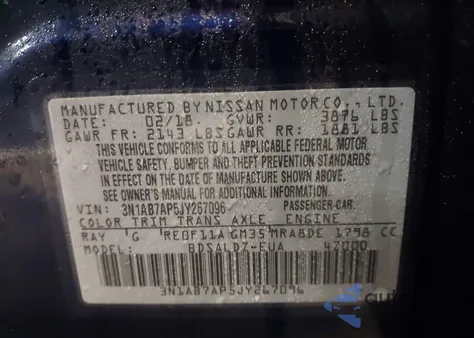 MANUFACTURED BY NISSAN MOTOR CO., LTD.
DATE: 02/18 GVWR: 3876 LBS
GAWR FR: 2143 LBS GAWR RR: 1881 LBS
THIS VEHICLE CONFORMS TO ALL APPLICABLE FEDERAL MOTOR
VEHICLE SAFETY, BUMPER AND THEFT PREVENTION STANDARDS
IN EFFECT ON THE DATE OF MANUFACTURE SHOWN ABOVE.
SEE OWNER'S MANUAL FOR ADDITIONAL INFORMATION
VIN: 3N1AB7AP5JY267096 PASSENGER CAR
COLOR TRIM TRANS AXLE ENGINE
RAY G RE0F11A GM35 MRA8DE 1798 CC
BDSALDZ-EUA 47000
3N1AB7AP5JY267096